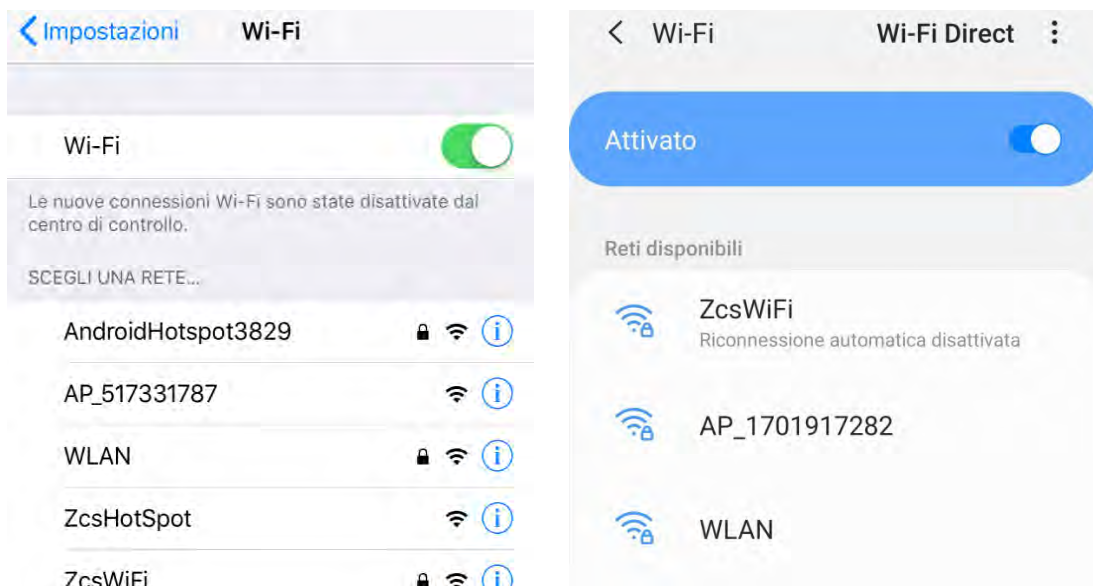 Impostazioni
Wi-Fi
Wi-Fi
Le nuove connessioni Wi-Fi sono state disattivate dal
centro di controllo.
SCEGLI UNA RETE...
AndroidHotspot3829
AP_517331787
WLAN
ZcsHotSpot
ZcsWiFi
Wi-Fi
Wi-Fi Direct
Attivato
Reti disponibili
ZcsWiFi
Riconnessione automatica disattivata
AP_1701917282
WLAN